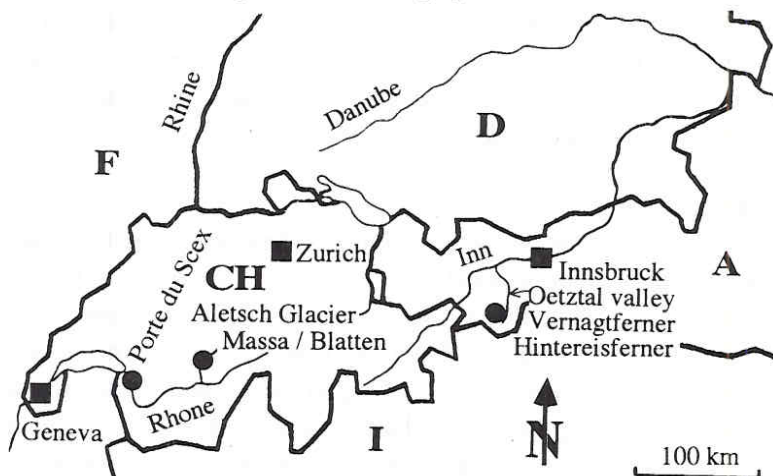 Rhine
Danube
F
D
Porte du Scex
Zurich
CH
Inn
Innsbruck
A
Oetztal valley
Aletsch Glacier
Vernagtferner
Massa / Blatten
Hintereisferner
Rhone
Geneva
I
N
100 km